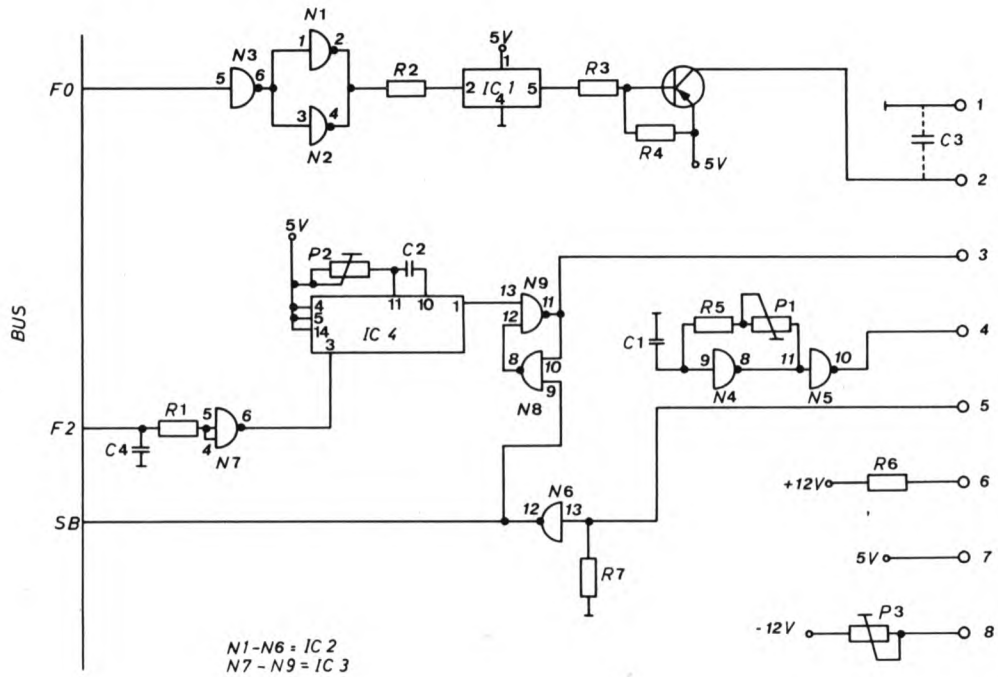 N1
N3
1
2
5V
5
6
R2
1
R3
F0
2
IC 1
5
4
3
4
N2
R4
5V
1
C3
2
5V
P2
C2
N9
3
11
10
1
13
11
4
5
14
IC 4
12
R5
P1
3
8
10
9
C1
4
BUS
N8
9
8
11
10
N4
N5
R1
5
6
5
F2
4
C4
N7
R6
+12V
6
N6
SB
12
13
5V
7
R7
P3
-12V
8
N1-N6 = IC 2
N7-N9 = IC 3